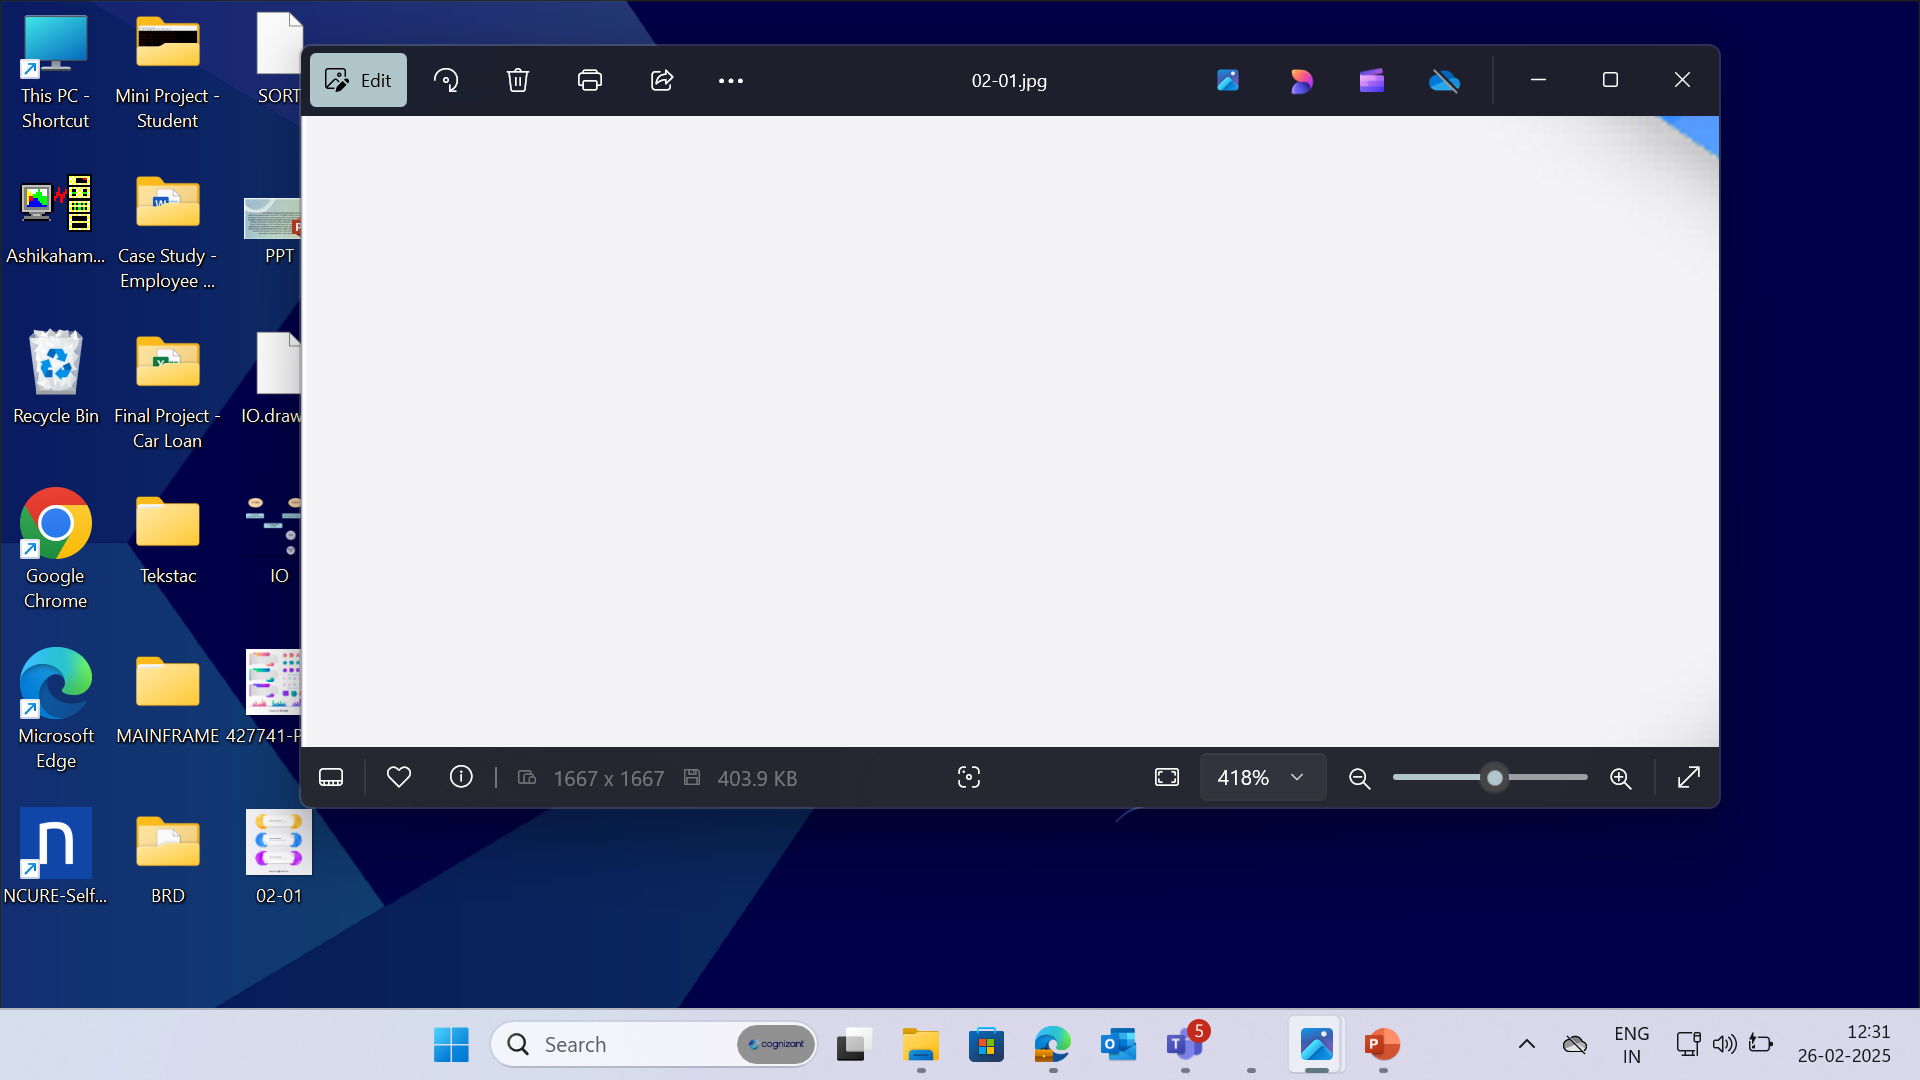 This PC -
Shortcut
Mini Project -
Student
SORT
Ashikaham...
Case Study -
Employee ...
PPT
Recycle Bin
Final Project -
Car Loan
IO.draw
Google
Chrome
Tekstac
IO
Microsoft
Edge
MAINFRAME
427741-P
NCURE-Self...
BRD
02-01
Edit
02-01.jpg
1667 x 1667
403.9 KB
418%
Search
cognizant
5
ENG
IN
12:31
26-02-2025